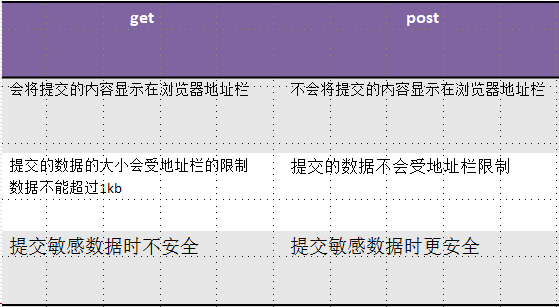 get
post
会将提交的内容显示在浏览器地址栏
不会将提交的内容显示在浏览器地址栏
提交的数据的大小会受地址栏的限制
数据不能超过1kb
提交的数据不会受地址栏限制
提交敏感数据时不安全
提交敏感数据时更安全